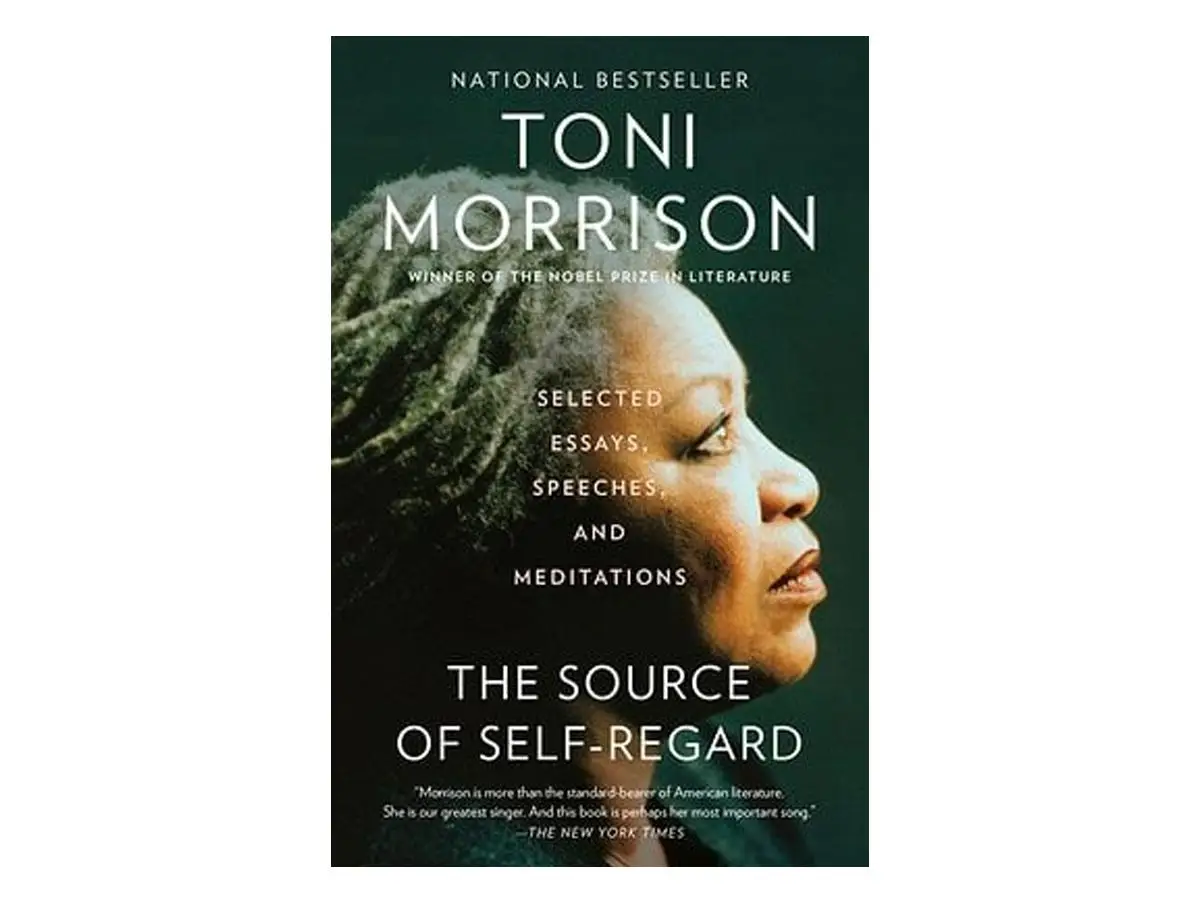 NATIONAL BESTSELLER
TONI
MORRISON
WINNER OF THE NOBEL PRIZE IN LITERATURE
SELECTED
ESSAYS,
SPEECHES,
AND
MEDITATIONS
THE SOURCE
OF SELF-REGARD
"Morrison is more than the standard-bearer of American literature.
She is our greatest singer. And this book is perhaps her most important song."
—THE NEW YORK TIMES